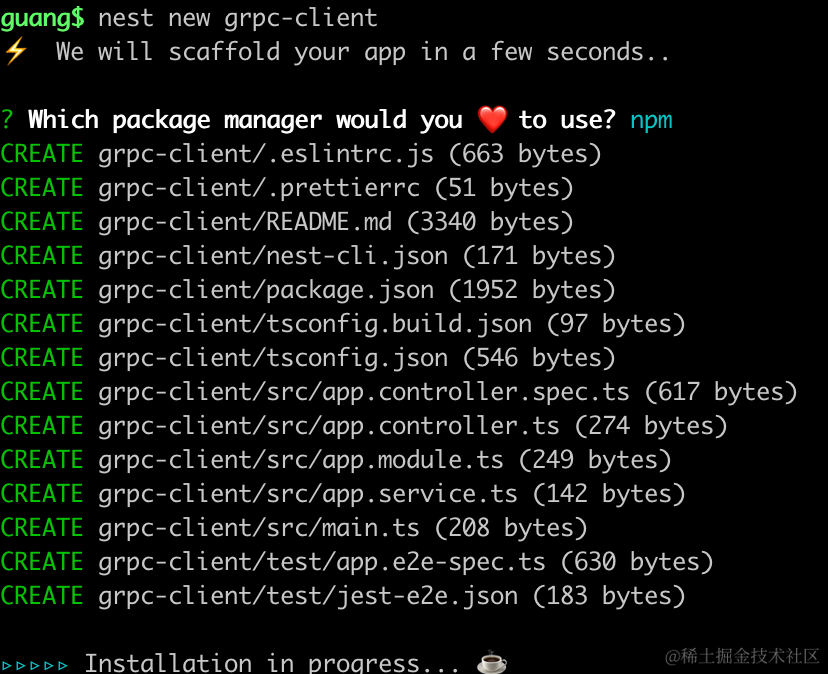 guang$ nest new grpc-client
⚡ We will scaffold your app in a few seconds..
? Which package manager would you ❤️ to use? npm
CREATE grpc-client/.eslintrc.js (663 bytes)
CREATE grpc-client/.prettierrc (51 bytes)
CREATE grpc-client/README.md (3340 bytes)
CREATE grpc-client/nest-cli.json (171 bytes)
CREATE grpc-client/package.json (1952 bytes)
CREATE grpc-client/tsconfig.build.json (97 bytes)
CREATE grpc-client/tsconfig.json (546 bytes)
CREATE grpc-client/src/app.controller.spec.ts (617 bytes)
CREATE grpc-client/src/app.controller.ts (274 bytes)
CREATE grpc-client/src/app.module.ts (249 bytes)
CREATE grpc-client/src/app.service.ts (142 bytes)
CREATE grpc-client/src/main.ts (208 bytes)
CREATE grpc-client/test/app.e2e-spec.ts (630 bytes)
CREATE grpc-client/test/jest-e2e.json (183 bytes)
▹▹▹▹▹ Installation in progress... ☕
@稀土掘金技术社区